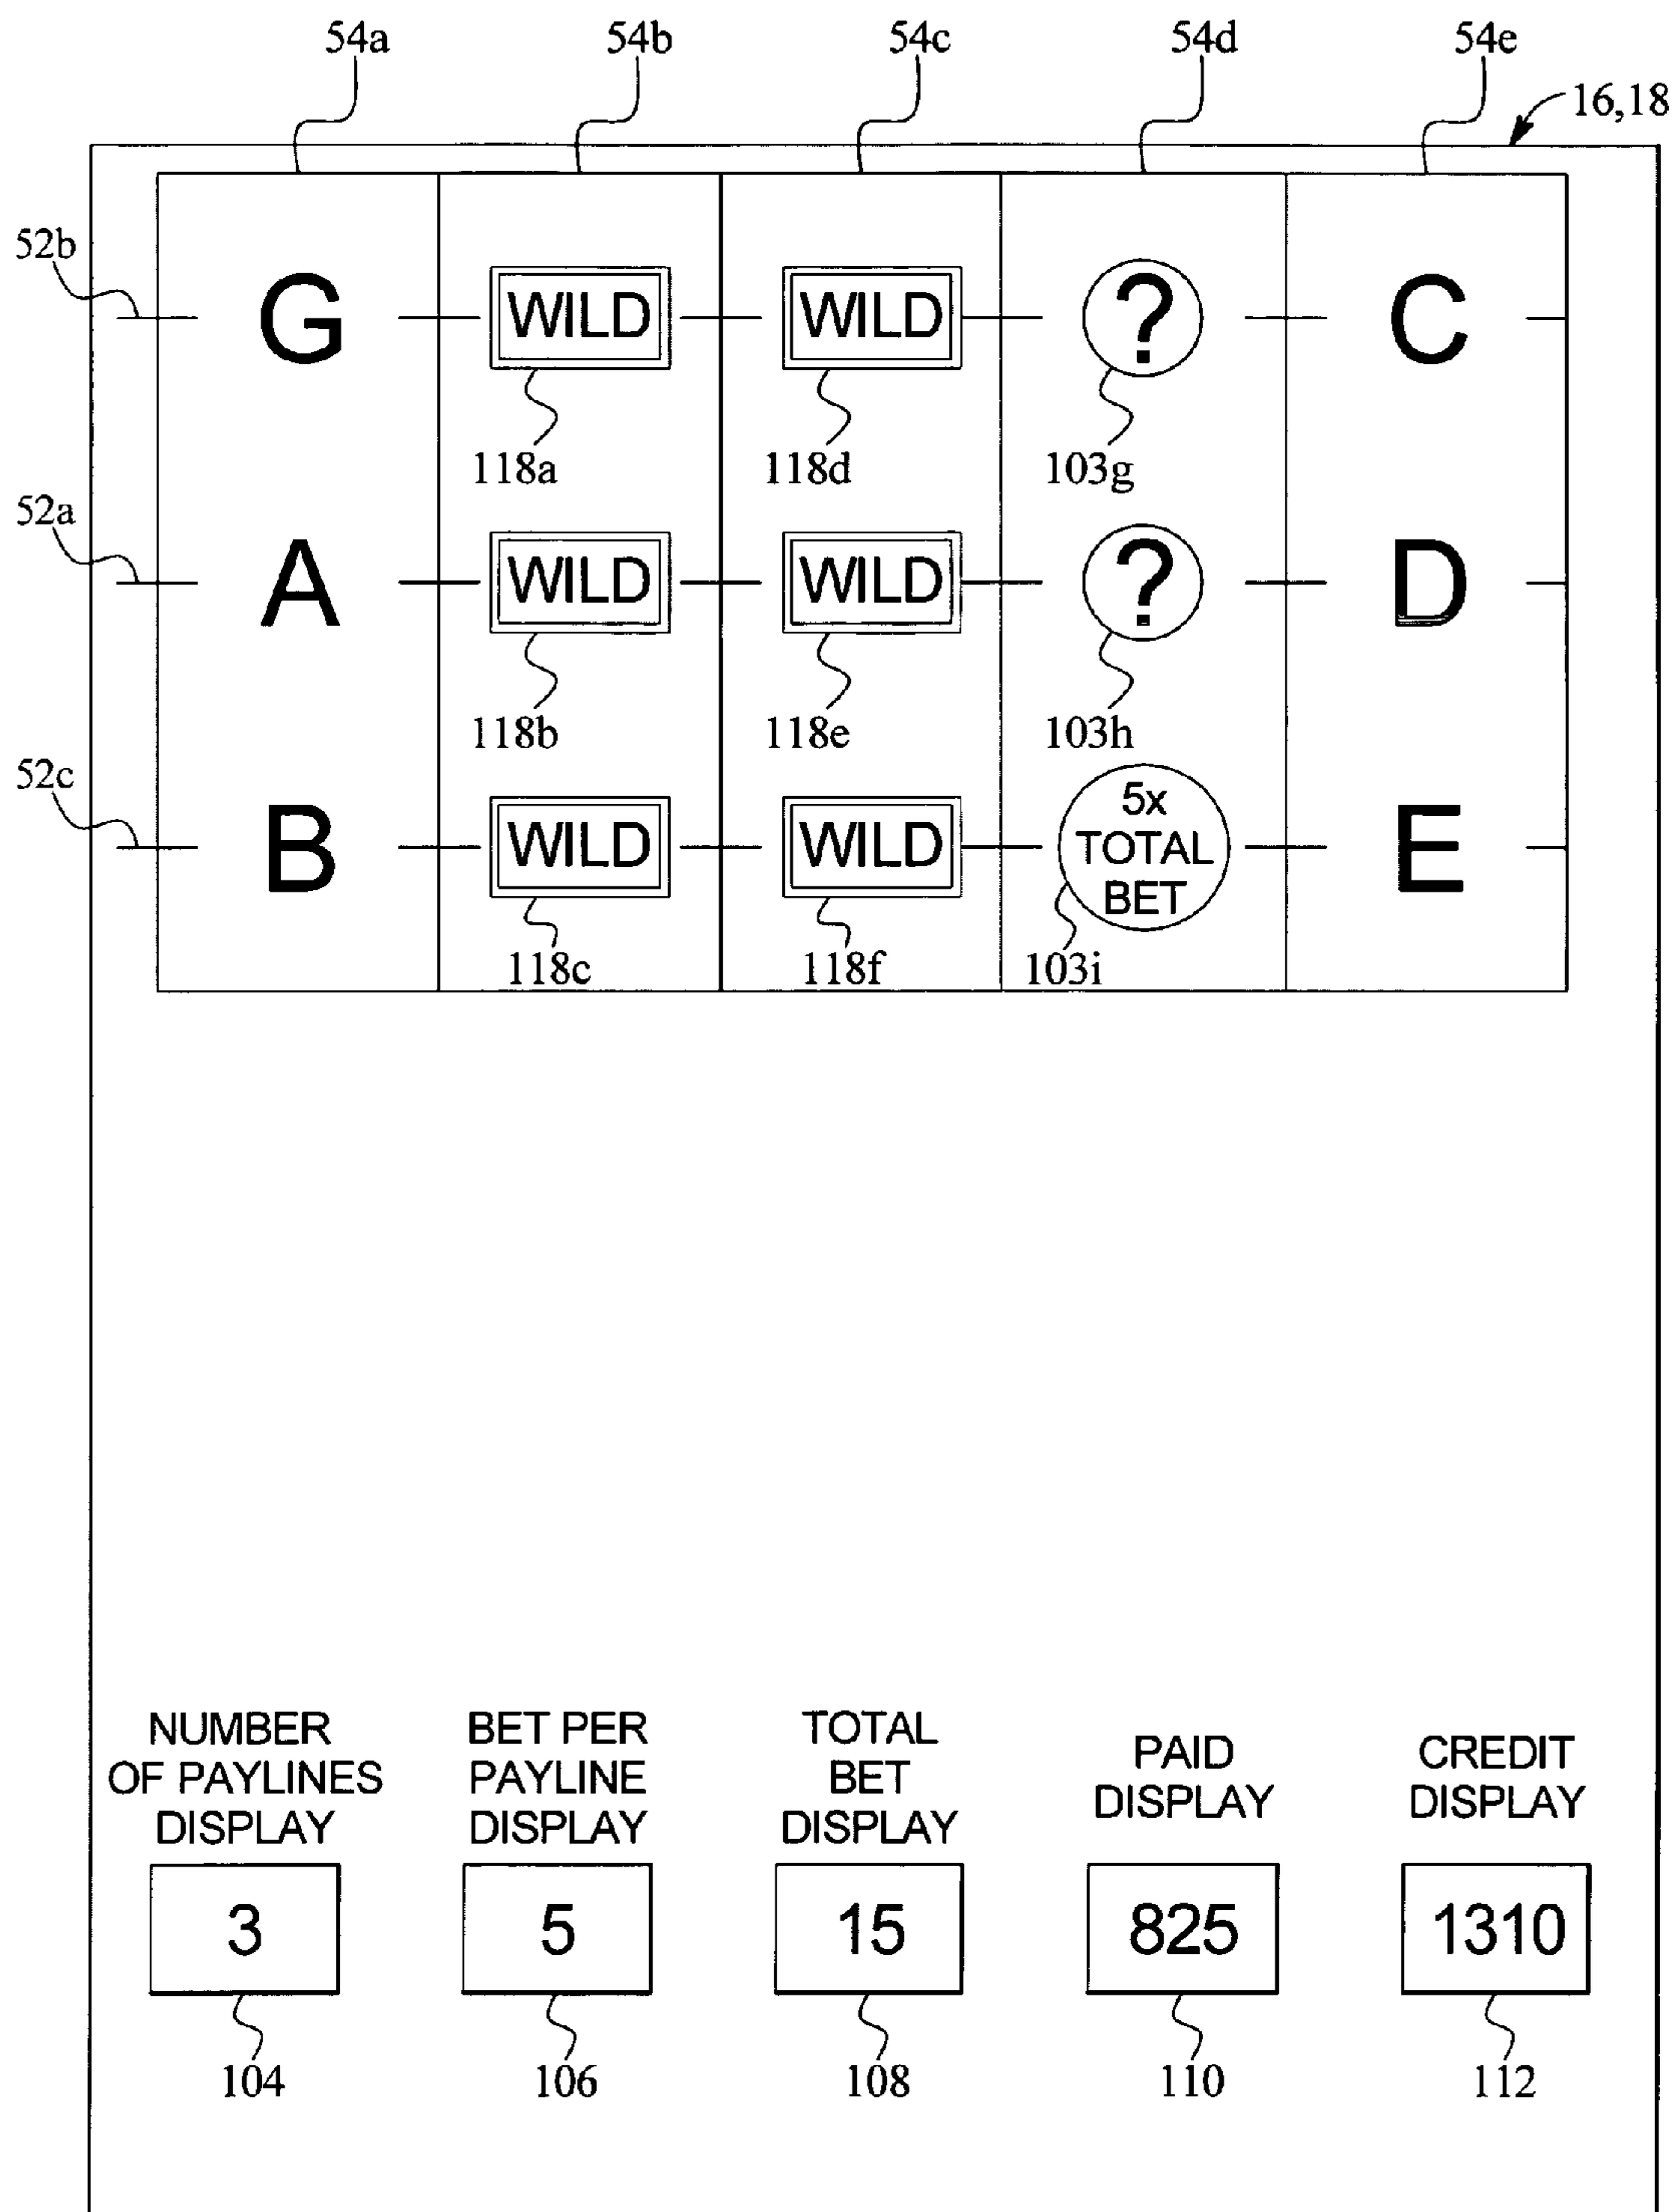 54a 54b 54c 54d 54e
16,18
52b
G WILD WILD ? C
118a 118d 103g
52a
A WILD WILD ? D
118b 118e 103h
52c
B WILD WILD 5x TOTAL BET E
118c 118f 103i
NUMBER OF PAYLINES DISPLAY
BET PER PAYLINE DISPLAY
TOTAL BET DISPLAY
PAID DISPLAY
CREDIT DISPLAY
3 5 15 825 1310
104 106 108 110 112